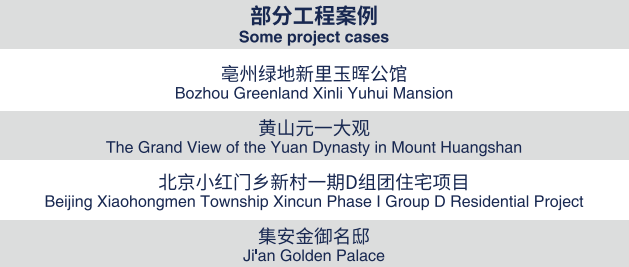 部分工程案例
Some project cases
亳州绿地新里玉晖公馆
Bozhou Greenland Xinli Yuhui Mansion
黄山元一大观
The Grand View of the Yuan Dynasty in Mount Huangshan
北京小红门乡新村一期D组团住宅项目
Beijing Xiaohongmen Township Xincun Phase I Group D Residential Project
集安金御名邸
Ji'an Golden Palace